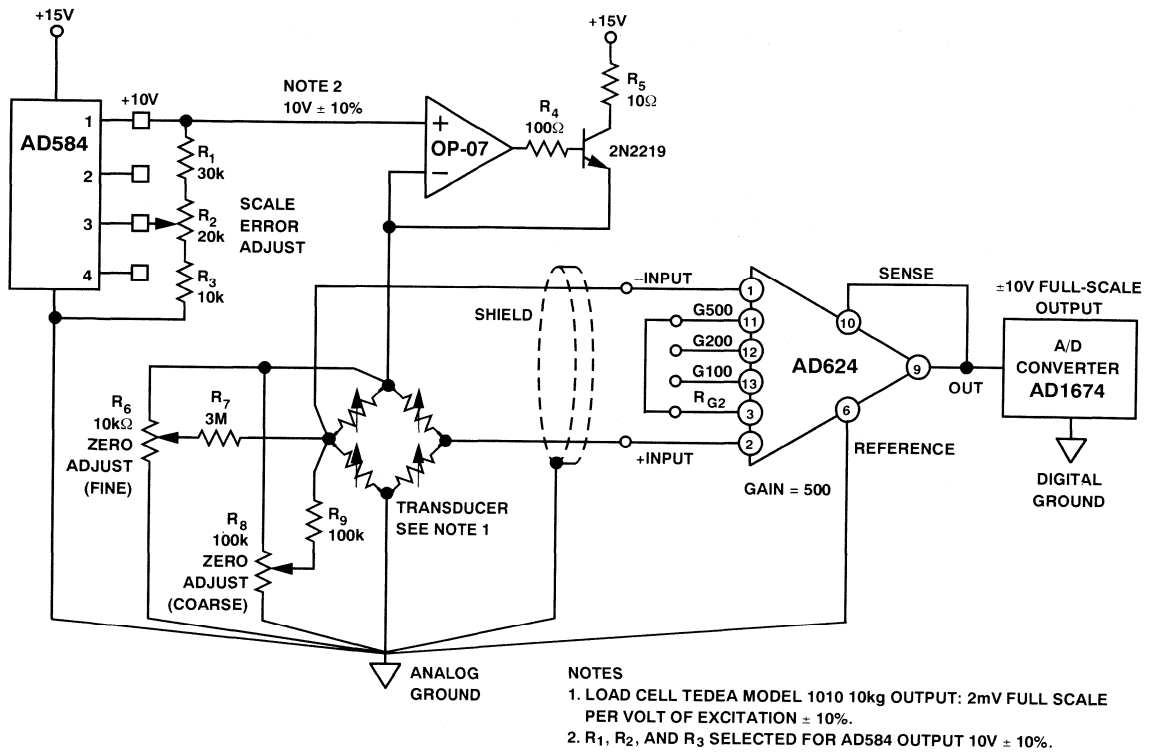 +15V
+15V
NOTE 2
10V ± 10%
+10V
AD584
1
2
3
4
R1
30k
R2
20k
R3
10k
SCALE
ERROR
ADJUST
+
OP-07
−
R4
100Ω
R5
10Ω
2N2219
SHIELD
−INPUT
+INPUT
G500
G200
G100
RG2
1
11
12
13
3
2
10
9
6
AD624
SENSE
OUT
REFERENCE
GAIN = 500
±10V FULL-SCALE
OUTPUT
A/D
CONVERTER
AD1674
DIGITAL
GROUND
R6
10kΩ
ZERO
ADJUST
(FINE)
R7
3M
R8
100k
ZERO
ADJUST
(COARSE)
R9
100k
TRANSDUCER
SEE NOTE 1
ANALOG
GROUND
NOTES
1. LOAD CELL TEDEA MODEL 1010 10kg OUTPUT: 2mV FULL SCALE
PER VOLT OF EXCITATION ± 10%.
2. R1, R2, AND R3 SELECTED FOR AD584 OUTPUT 10V ± 10%.